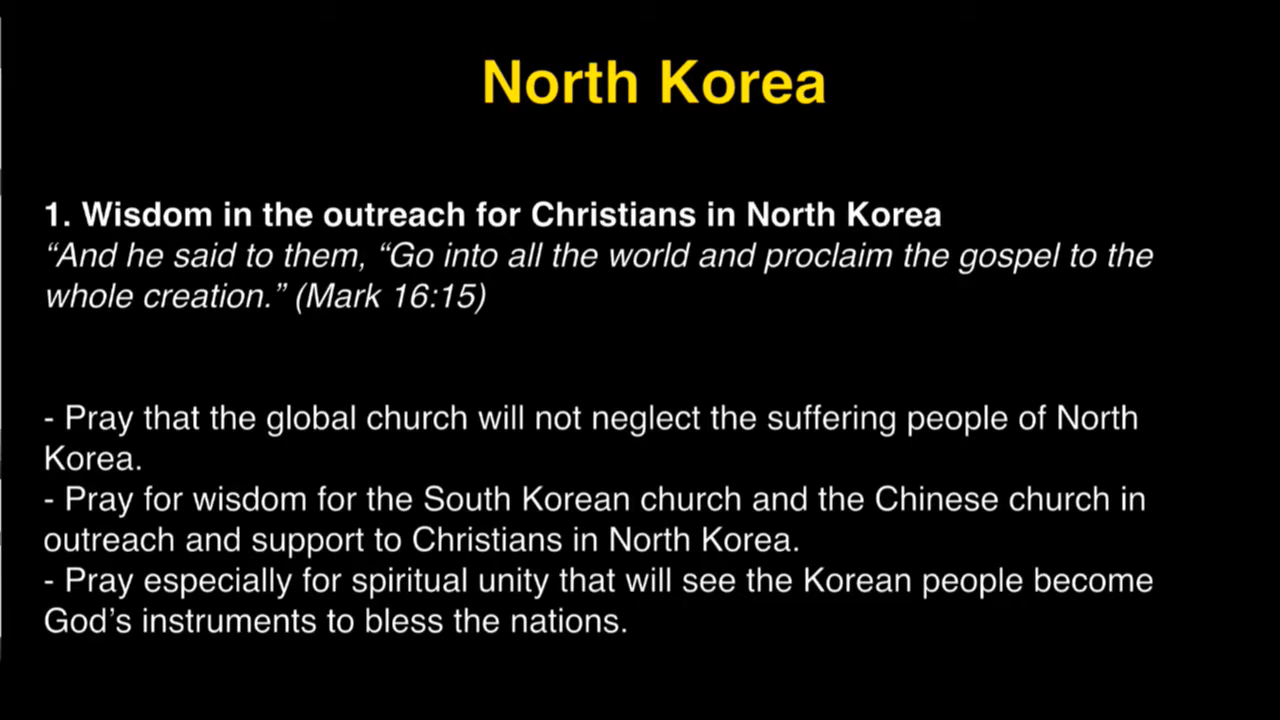 North Korea
1. Wisdom in the outreach for Christians in North Korea
“And he said to them, “Go into all the world and proclaim the gospel to the
whole creation.” (Mark 16:15)
- Pray that the global church will not neglect the suffering people of North
Korea.
- Pray for wisdom for the South Korean church and the Chinese church in
outreach and support to Christians in North Korea.
- Pray especially for spiritual unity that will see the Korean people become
God’s instruments to bless the nations.